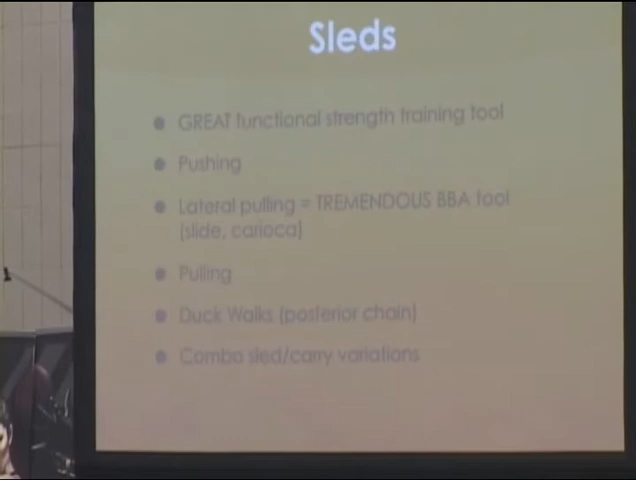 Sleds
GREAT functional strength training tool
Pushing
Lateral pulling = TREMENDOUS BBA tool
(slide, carioca)
Pulling
Duck Walks (posterior chain)
Combo sled/carry variations